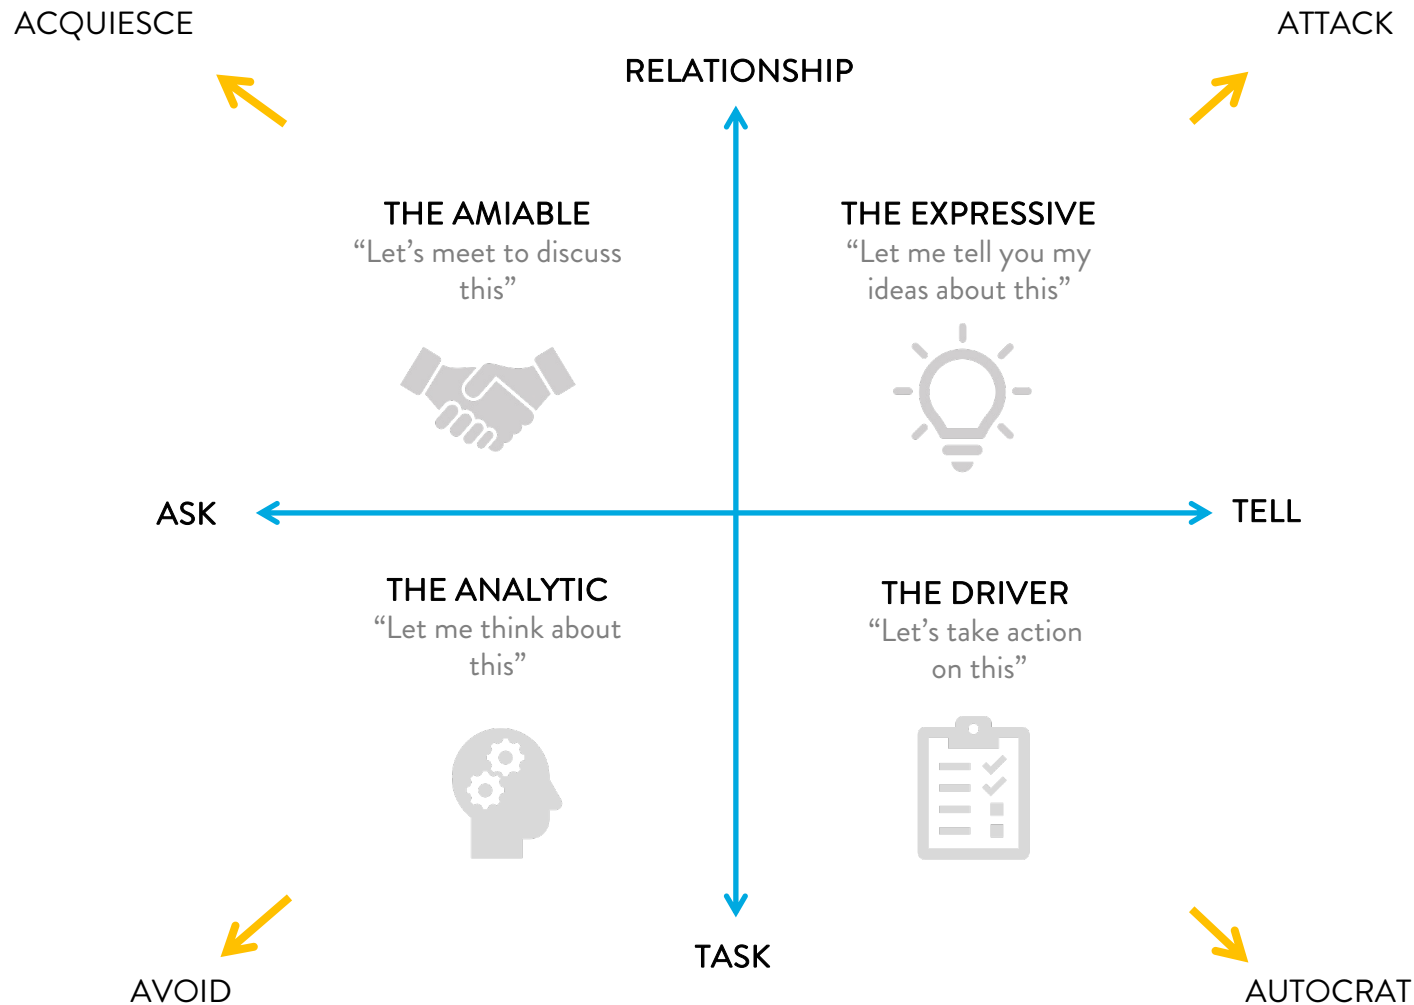 ACQUIESCE
ATTACK
RELATIONSHIP
THE AMIABLE
“Let’s meet to discuss
this”
THE EXPRESSIVE
“Let me tell you my
ideas about this”
ASK
TELL
THE ANALYTIC
“Let me think about
this”
THE DRIVER
“Let’s take action
on this”
TASK
AVOID
AUTOCRAT